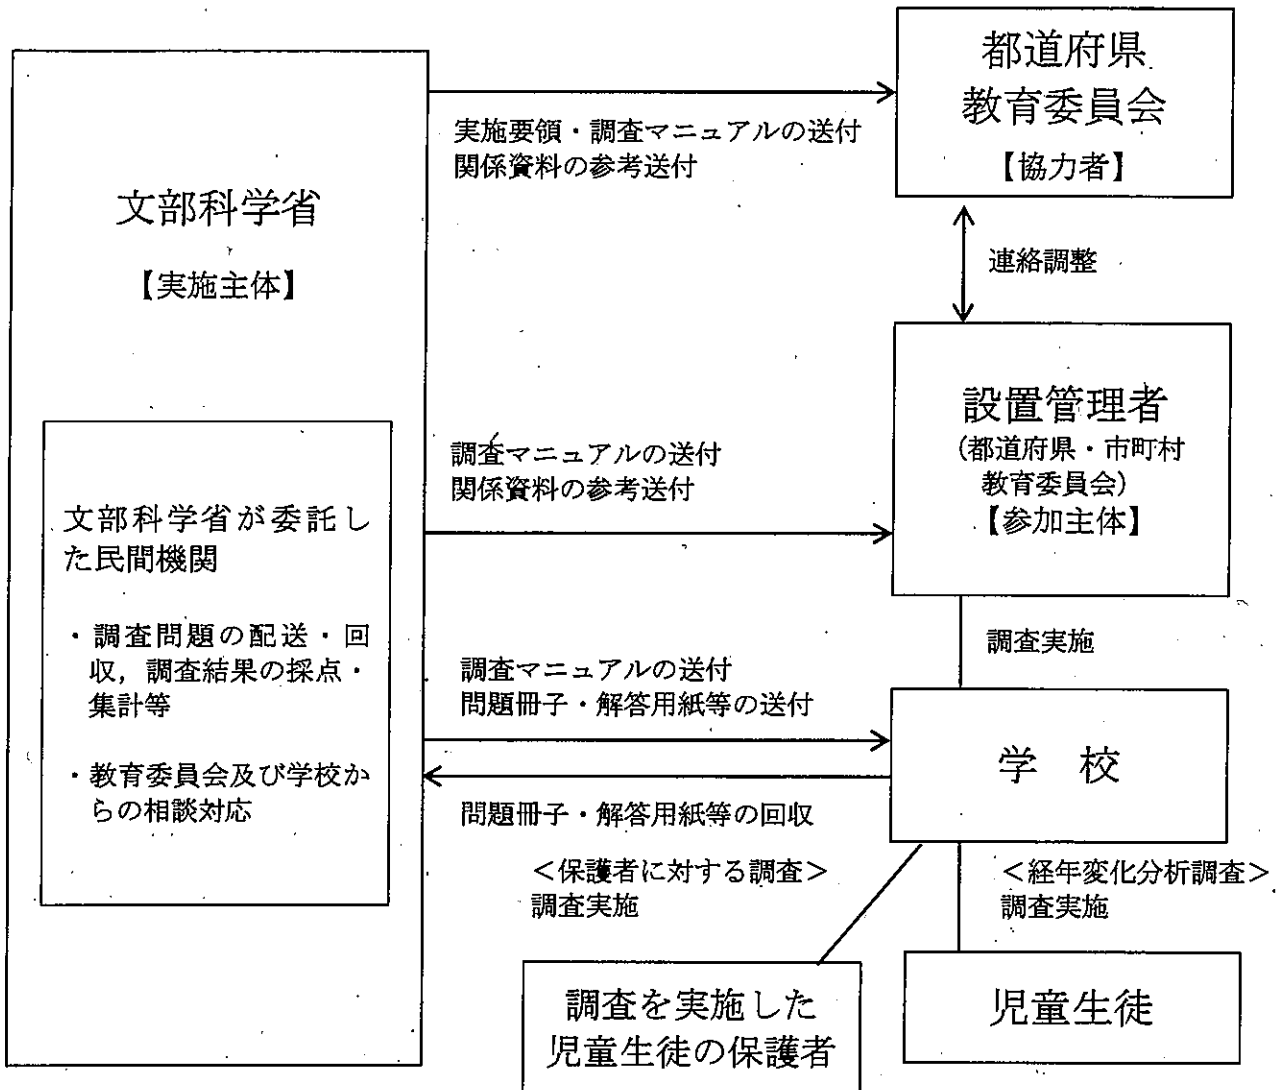 都道府県
教育委員会
【協力者】
実施要領・調査マニュアルの送付
関係資料の参考送付
文部科学省
【実施主体】
連絡調整
設置管理者
(都道府県・市町村
教育委員会)
【参加主体】
調査マニュアルの送付
関係資料の参考送付
文部科学省が委託し
た民間機関
・調査問題の配送・回
収,調査結果の採点・
集計等
・教育委員会及び学校か
らの相談対応
調査実施
調査マニュアルの送付
問題冊子・解答用紙等の送付
学 校
問題冊子・解答用紙等の回収
<保護者に対する調査>
調査実施
<経年変化分析調査>
調査実施
調査を実施した
児童生徒の保護者
児童生徒